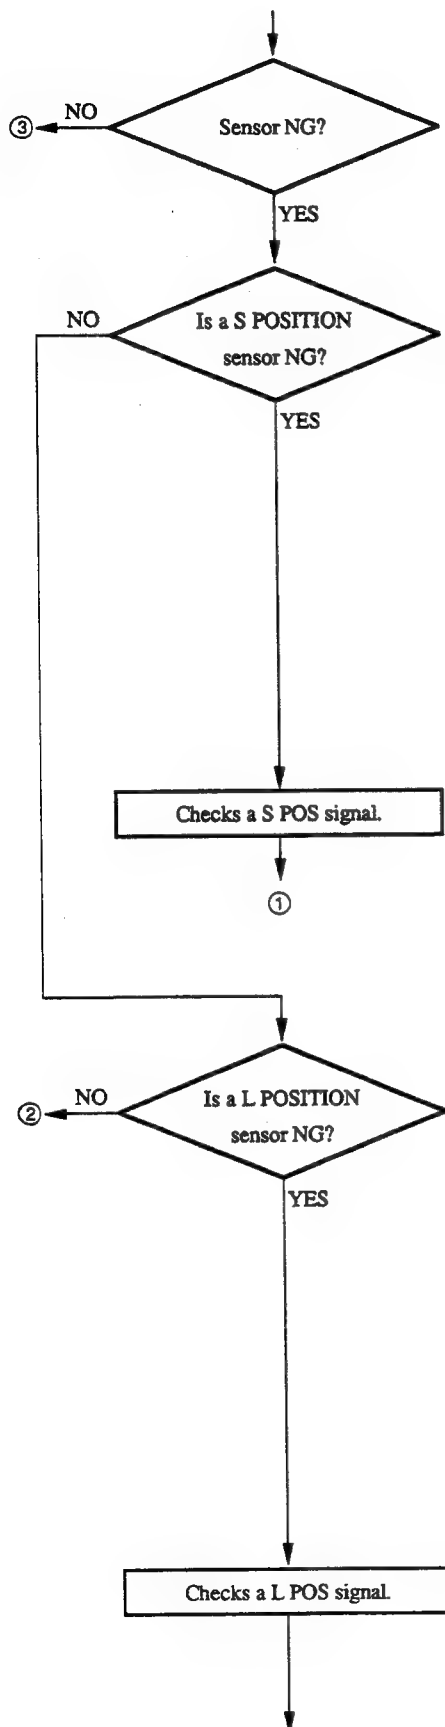 NO
Sensor NG?
③
YES
NO
Is a S POSITION
sensor NG?
YES
Checks a S POS signal.
①
NO
Is a L POSITION
sensor NG?
②
YES
Checks a L POS signal.